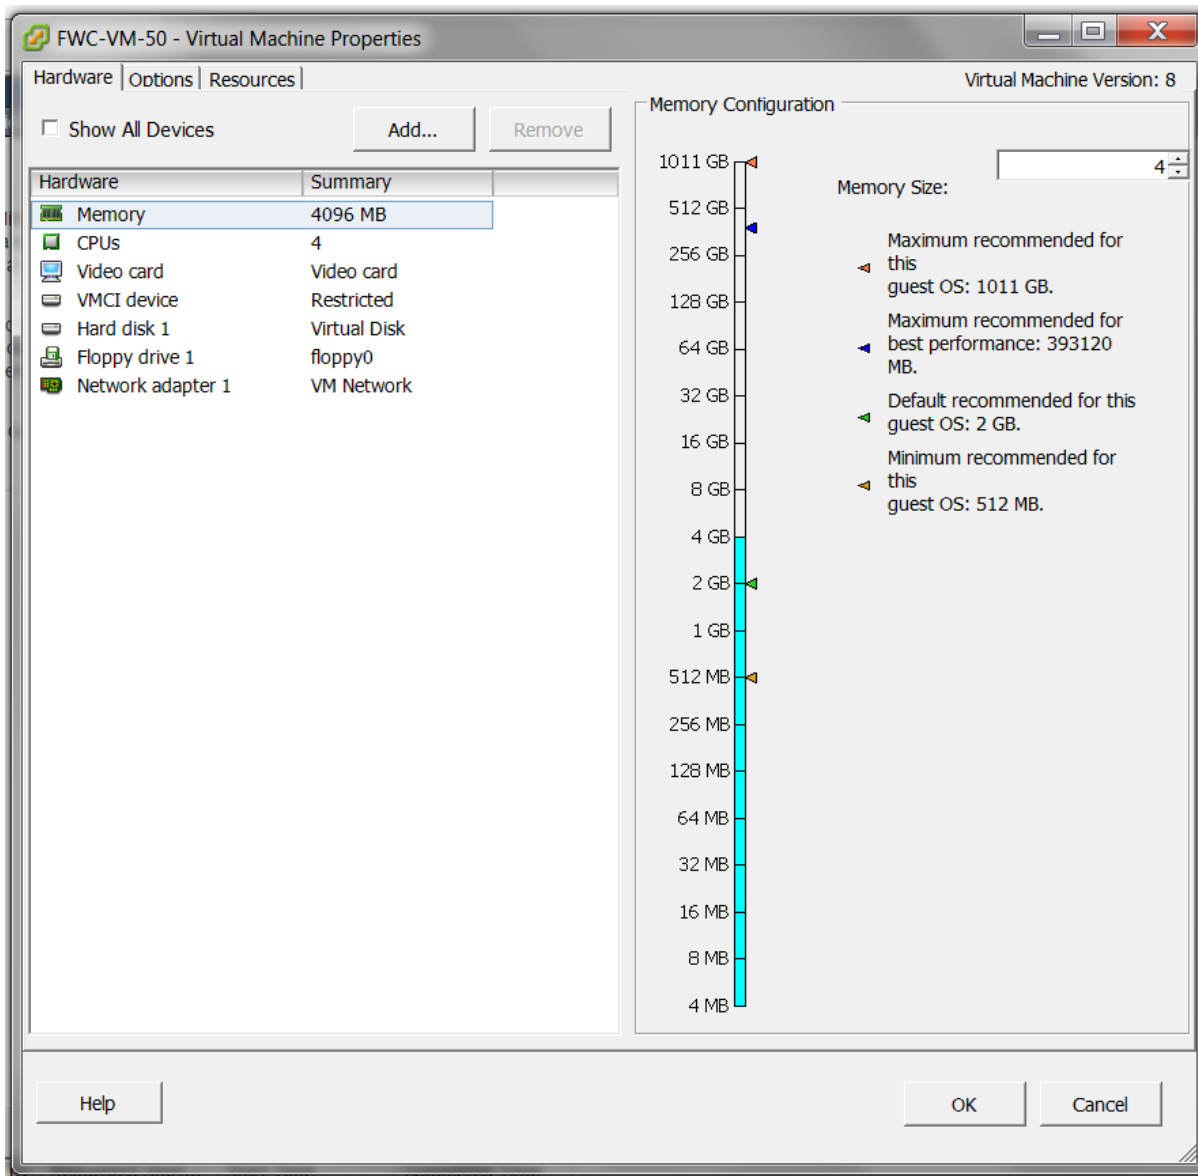 FWC-VM-50 - Virtual Machine Properties
Hardware Options Resources
Virtual Machine Version: 8
Show All Devices
Add...
Remove
Hardware Summary
Memory 4096 MB
CPUs 4
Video card Video card
VMCI device Restricted
Hard disk 1 Virtual Disk
Floppy drive 1 floppy0
Network adapter 1 VM Network
Memory Configuration
1011 GB
512 GB
256 GB
128 GB
64 GB
32 GB
16 GB
8 GB
4 GB
2 GB
1 GB
512 MB
256 MB
128 MB
64 MB
32 MB
16 MB
8 MB
4 MB
4
Memory Size:
Maximum recommended for
this
guest OS: 1011 GB.
Maximum recommended for
best performance: 393120
MB.
Default recommended for this
guest OS: 2 GB.
Minimum recommended for
this
guest OS: 512 MB.
Help
OK
Cancel